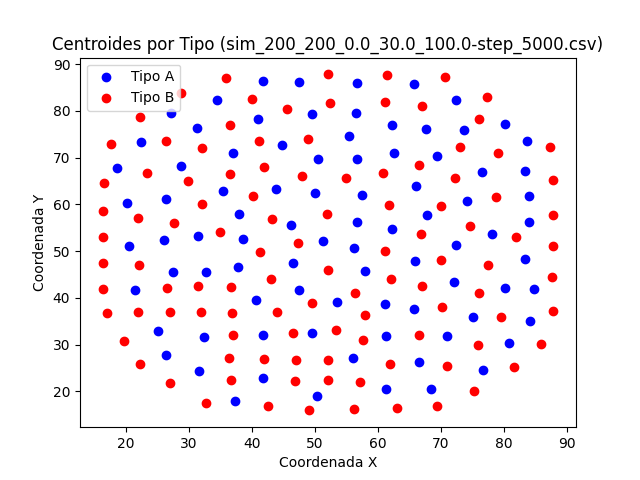 Centroides por Tipo (sim_200_200_0.0_30.0_100.0-step_5000.csv)
Tipo A
Tipo B
90
80
70
60
50
40
30
20
Coordenada Y
20 30 40 50 60 70 80 90
Coordenada X